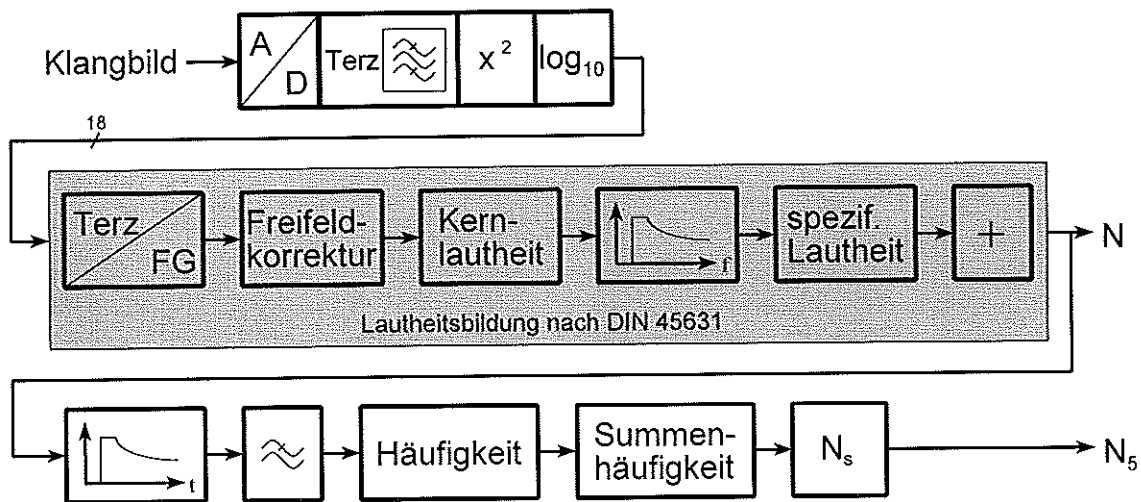 Klangbild
A
D
Terz
x²
log₁₀
18
Terz
FG
Freifeld-
korrektur
Kern-
lautheit
f
spezif.
Lautheit
+
N
Lautheitsbildung nach DIN 45631
t
Häufigkeit
Summen-
häufigkeit
Nₛ
N₅